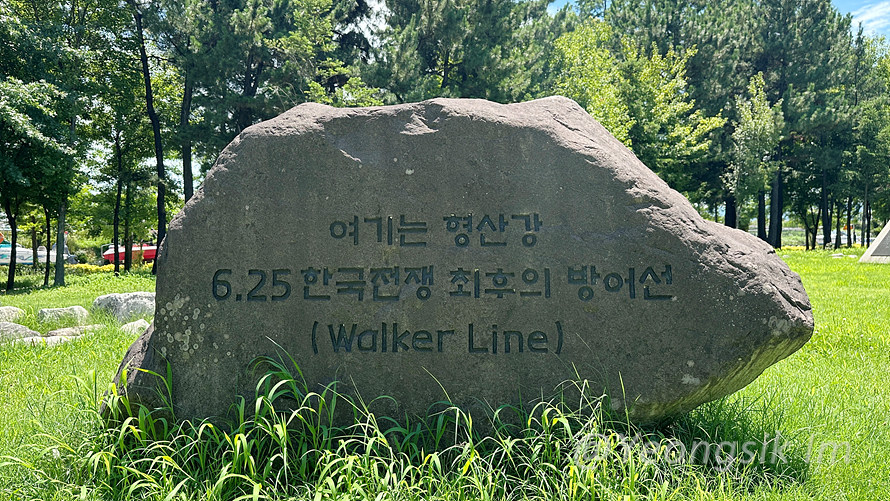 여기는 형산강
6.25 한국전쟁 최후의 방어선
(Walker Line)
@Yeongsik Im